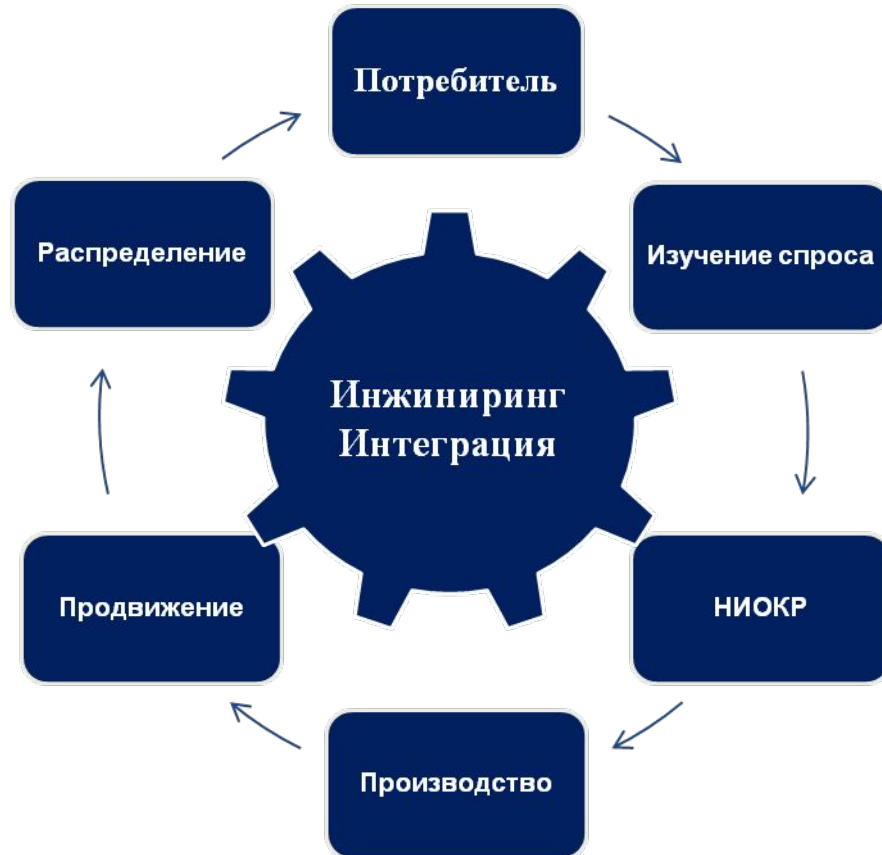 Потребитель
Распределение
Изучение спроса
Инжиниринг
Интеграция
Продвижение
НИОКР
Производство